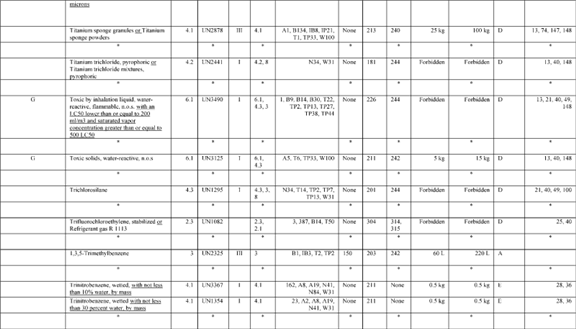 microns
Titanium sponge granules or Titanium sponge powders 4.1 UN2878 III 4.1 A1, B134, IB8, IP21, T1, TP33, W100 None 213 240 25 kg 100 kg D 13, 74, 147, 148
* * * * * * *
Titanium trichloride, pyrophoric or Titanium trichloride mixtures, pyrophoric 4.2 UN2441 I 4.2, 8 N34, W31 None 181 244 Forbidden Forbidden D 13, 40, 148
* * * * * * *
G Toxic by inhalation liquid, water-reactive, flammable, n.o.s. with an LC50 lower than or equal to 200 ml/m3 and saturated vapor concentration greater than or equal to 500 LC50 6.1 UN3490 I 6.1, 4.3, 3 1, B9, B14, B30, T22, TP2, TP13, TP27, TP38, TP44 None 226 244 Forbidden Forbidden D 13, 21, 40, 49, 148
* * * * * * *
G Toxic solids, water-reactive, n.o.s 6.1 UN3125 I 6.1, 4.3 A5, T6, TP33, W100 None 211 242 5 kg 15 kg D 13, 40, 148
* * * * * * *
Trichlorosilane 4.3 UN1295 I 4.3, 3, 8 N34, T14, TP2, TP7, TP13, W31 None 201 244 Forbidden Forbidden D 21, 40, 49, 100
* * * * * * *
Trifluorochloroethylene, stabilized or Refrigerant gas R 1113 2.3 UN1082 2.3, 2.1 3, 387, B14, T50 None 304 314, 315 Forbidden Forbidden D 25, 40
* * * * * * *
1,3,5-Trimethylbenzene 3 UN2325 III 3 B1, IB3, T2, TP2 150 203 242 60 L 220 L A
* * * * * * *
Trinitrobenzene, wetted, with not less than 10% water, by mass 4.1 UN3367 I 4.1 162, A8, A19, N41, N84, W31 None 211 None 0.5 kg 0.5 kg E 28, 36
Trinitrobenzene, wetted with not less than 30 percent water, by mass 4.1 UN1354 I 4.1 23, A2, A8, A19, N41, W31 None 211 None 0.5 kg 0.5 kg E 28, 36
* * * * * * *